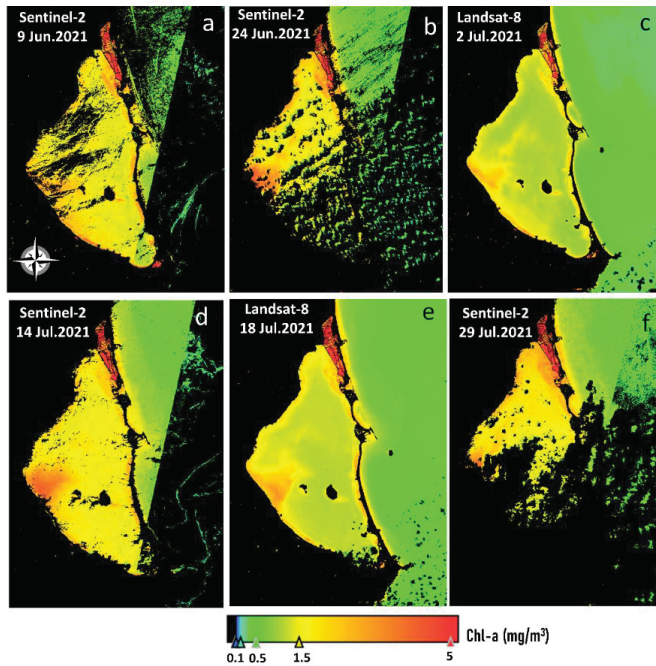 Sentinel-2
9 Jun.2021
a
Sentinel-2
24 Jun.2021
b
Landsat-8
2 Jul.2021
c
Sentinel-2
14 Jul.2021
d
Landsat-8
18 Jul.2021
e
Sentinel-2
29 Jul.2021
f
Chl-a (mg/m³)
0.1 0.5 1.5 5